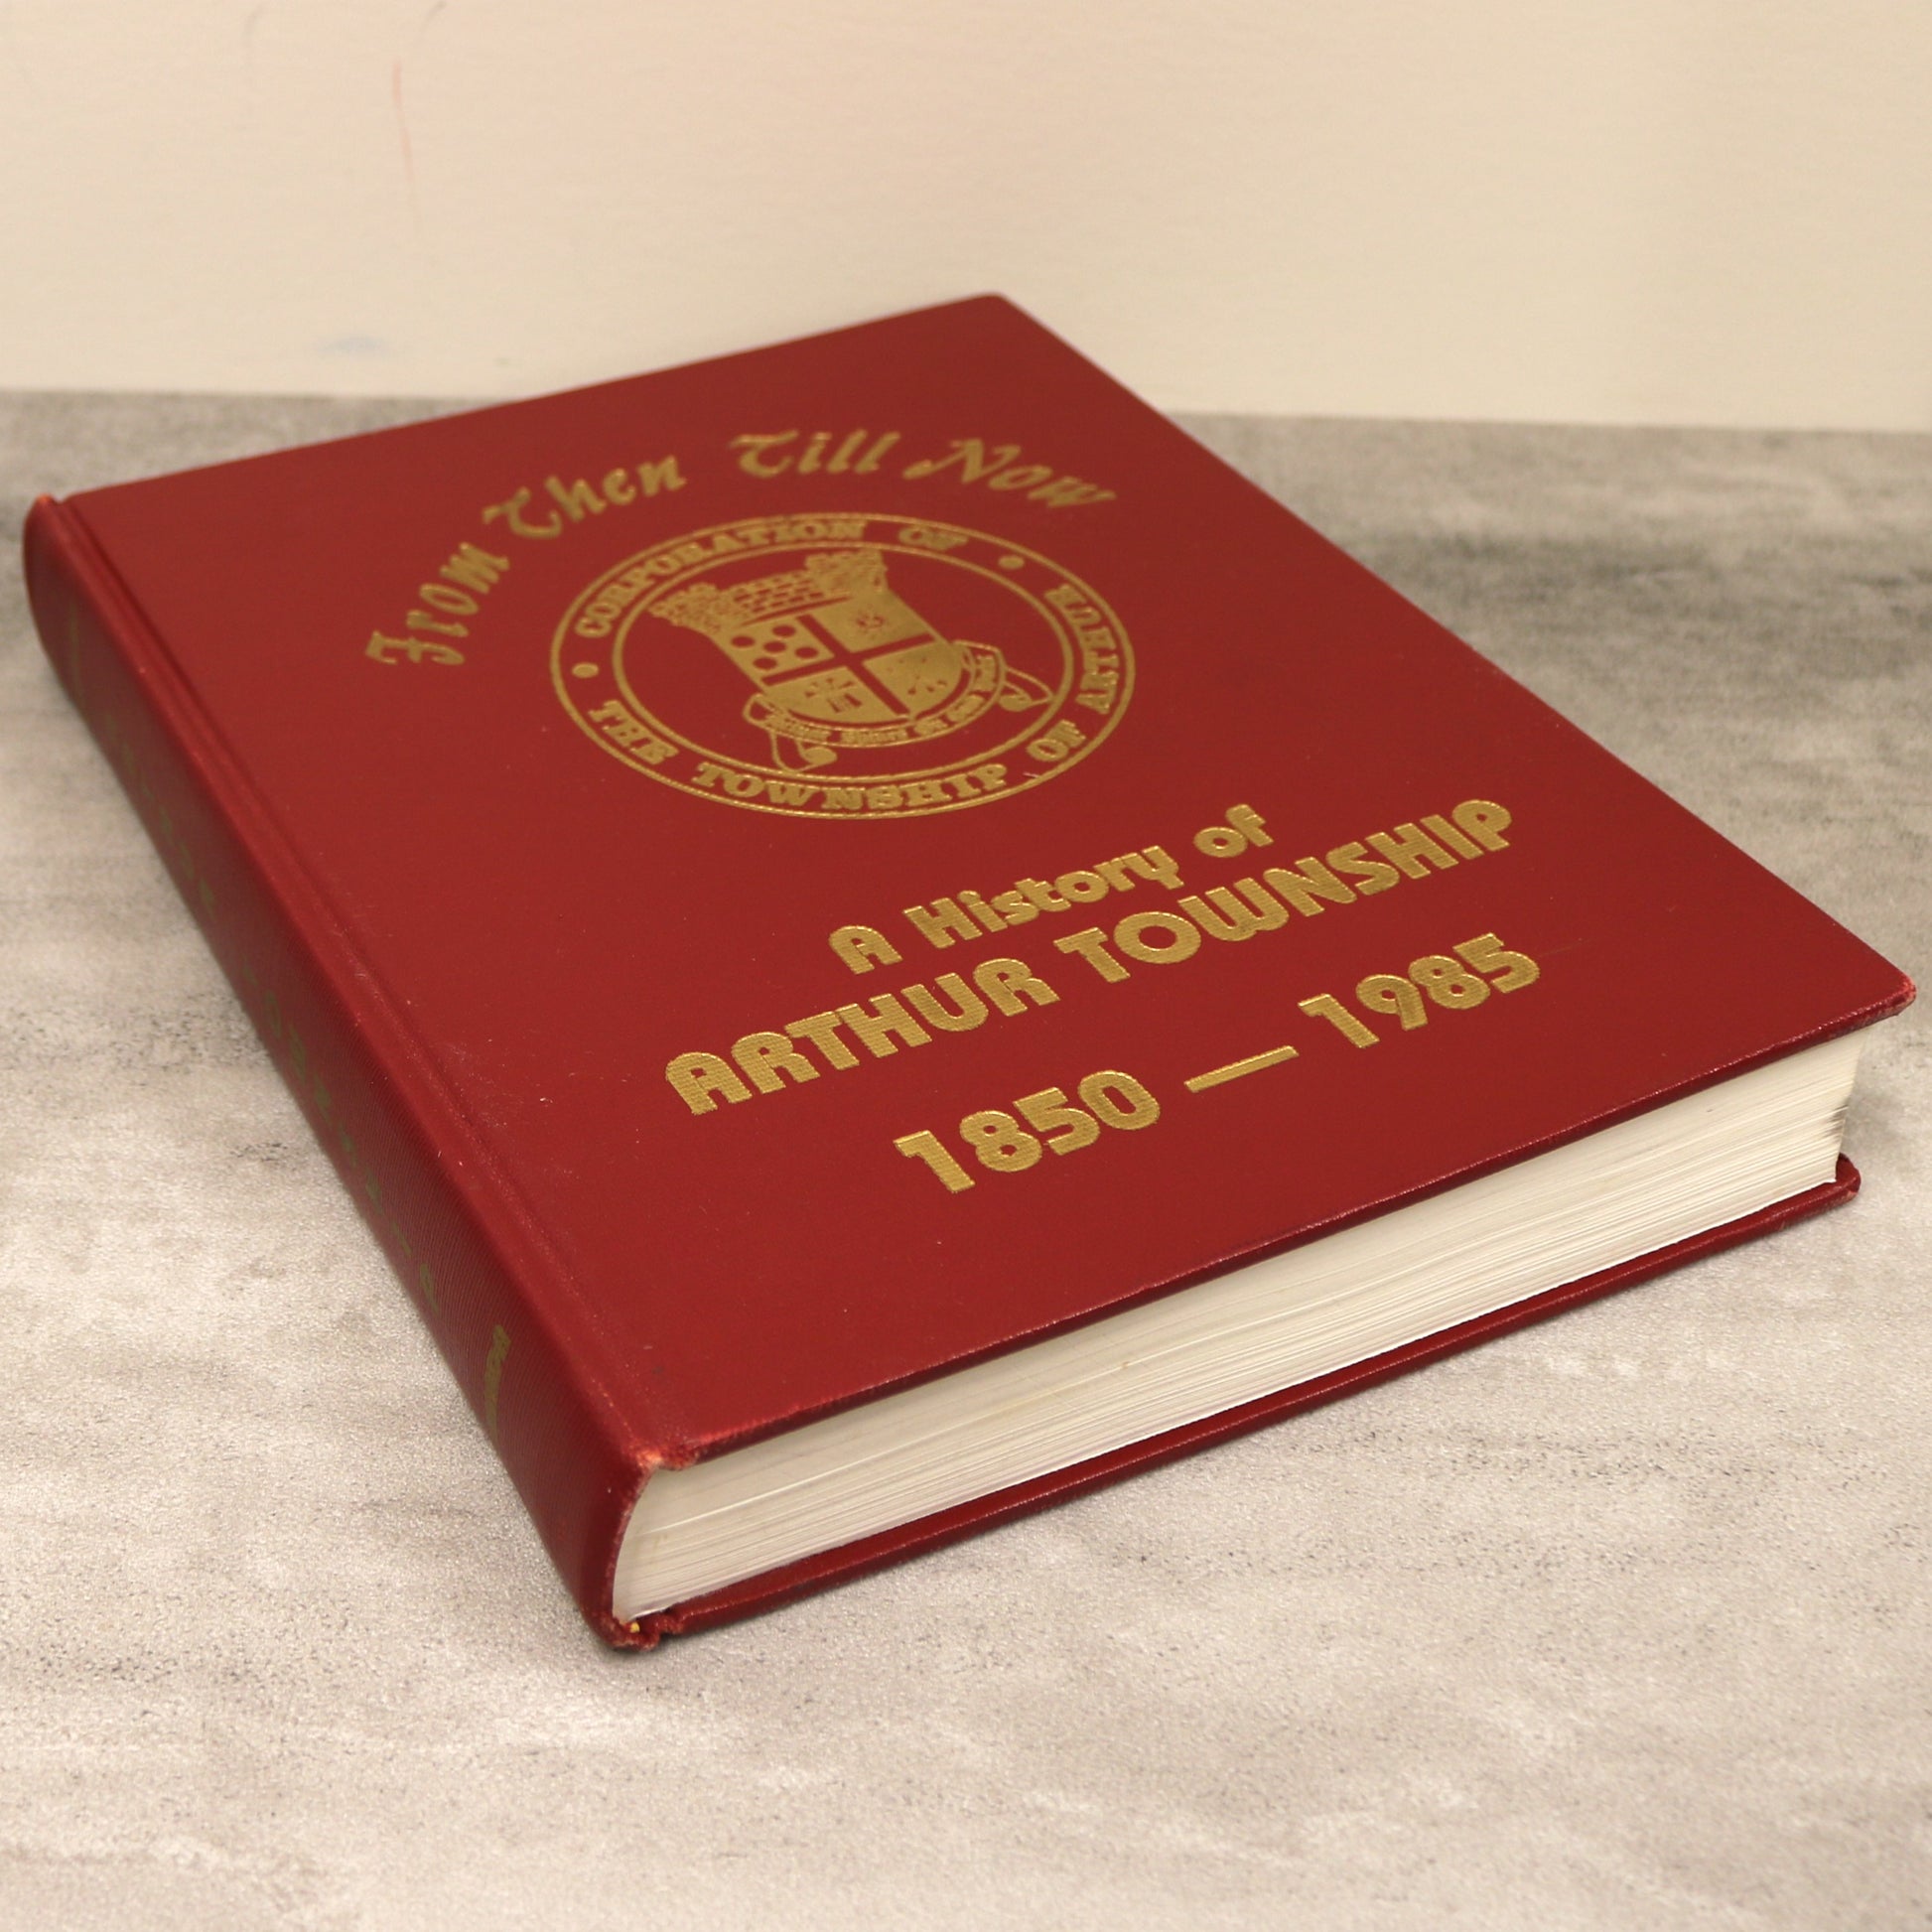 From Then Till Now
CORPORATION OF
THE TOWNSHIP OF ARTHUR
A History of
ARTHUR TOWNSHIP
1850 — 1985